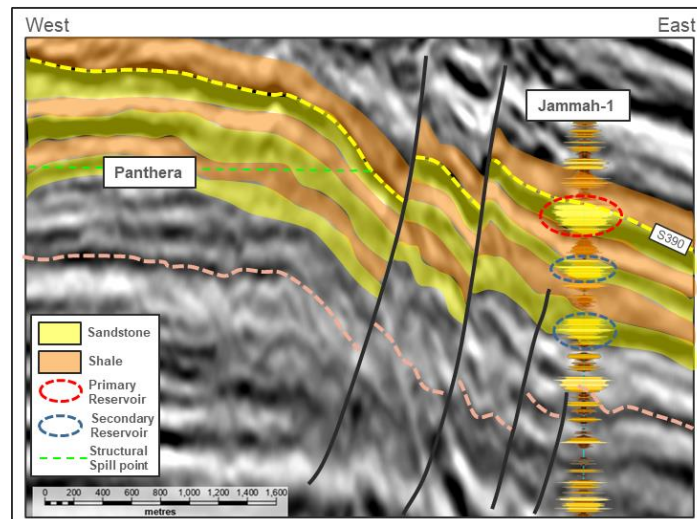 West
East
Jammah-1
Panthera
S390
Sandstone
Shale
Primary
Reservoir
Secondary
Reservoir
Structural
Spill point
0 200 400 600 800 1,000 1,200 1,400 1,600
metres